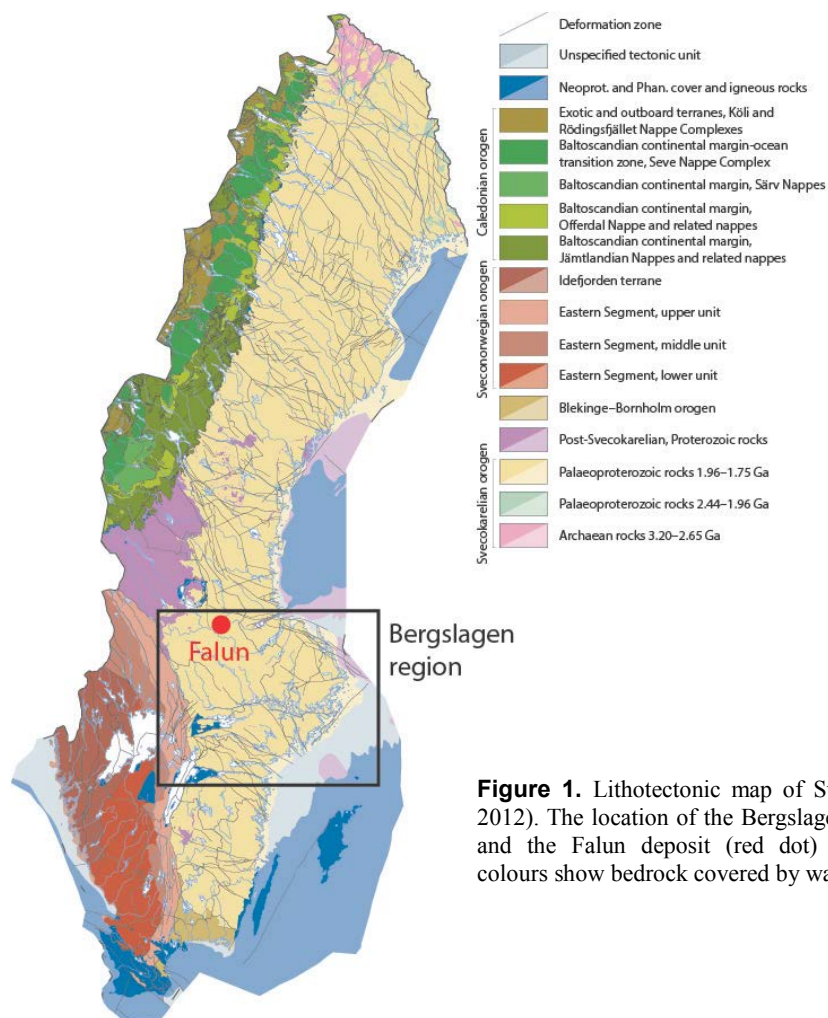 Deformation zone
Unspecified tectonic unit
Neoprot. and Phan. cover and igneous rocks
Caledonian orogen
Exotic and outboard terranes, Köli and
Rödingsfjället Nappe Complexes
Baltoscandian continental margin-ocean
transition zone, Seve Nappe Complex
Baltoscandian continental margin, Särv Nappes
Baltoscandian continental margin,
Offerdal Nappe and related nappes
Baltoscandian continental margin,
Jämtlandian Nappes and related nappes
Sveconorwegian orogen
Idefjorden terrane
Eastern Segment, upper unit
Eastern Segment, middle unit
Eastern Segment, lower unit
Blekinge–Bornholm orogen
Post-Svecokarelian, Proterozoic rocks
Svecokarelian orogen
Palaeoproterozoic rocks 1.96–1.75 Ga
Palaeoproterozoic rocks 2.44–1.96 Ga
Archaean rocks 3.20–2.65 Ga
Falun
Bergslagen
region
Figure 1. Lithotectonic map of
2012). The location of the
and the Falun deposit (red dot)
colours show bedrock covered by